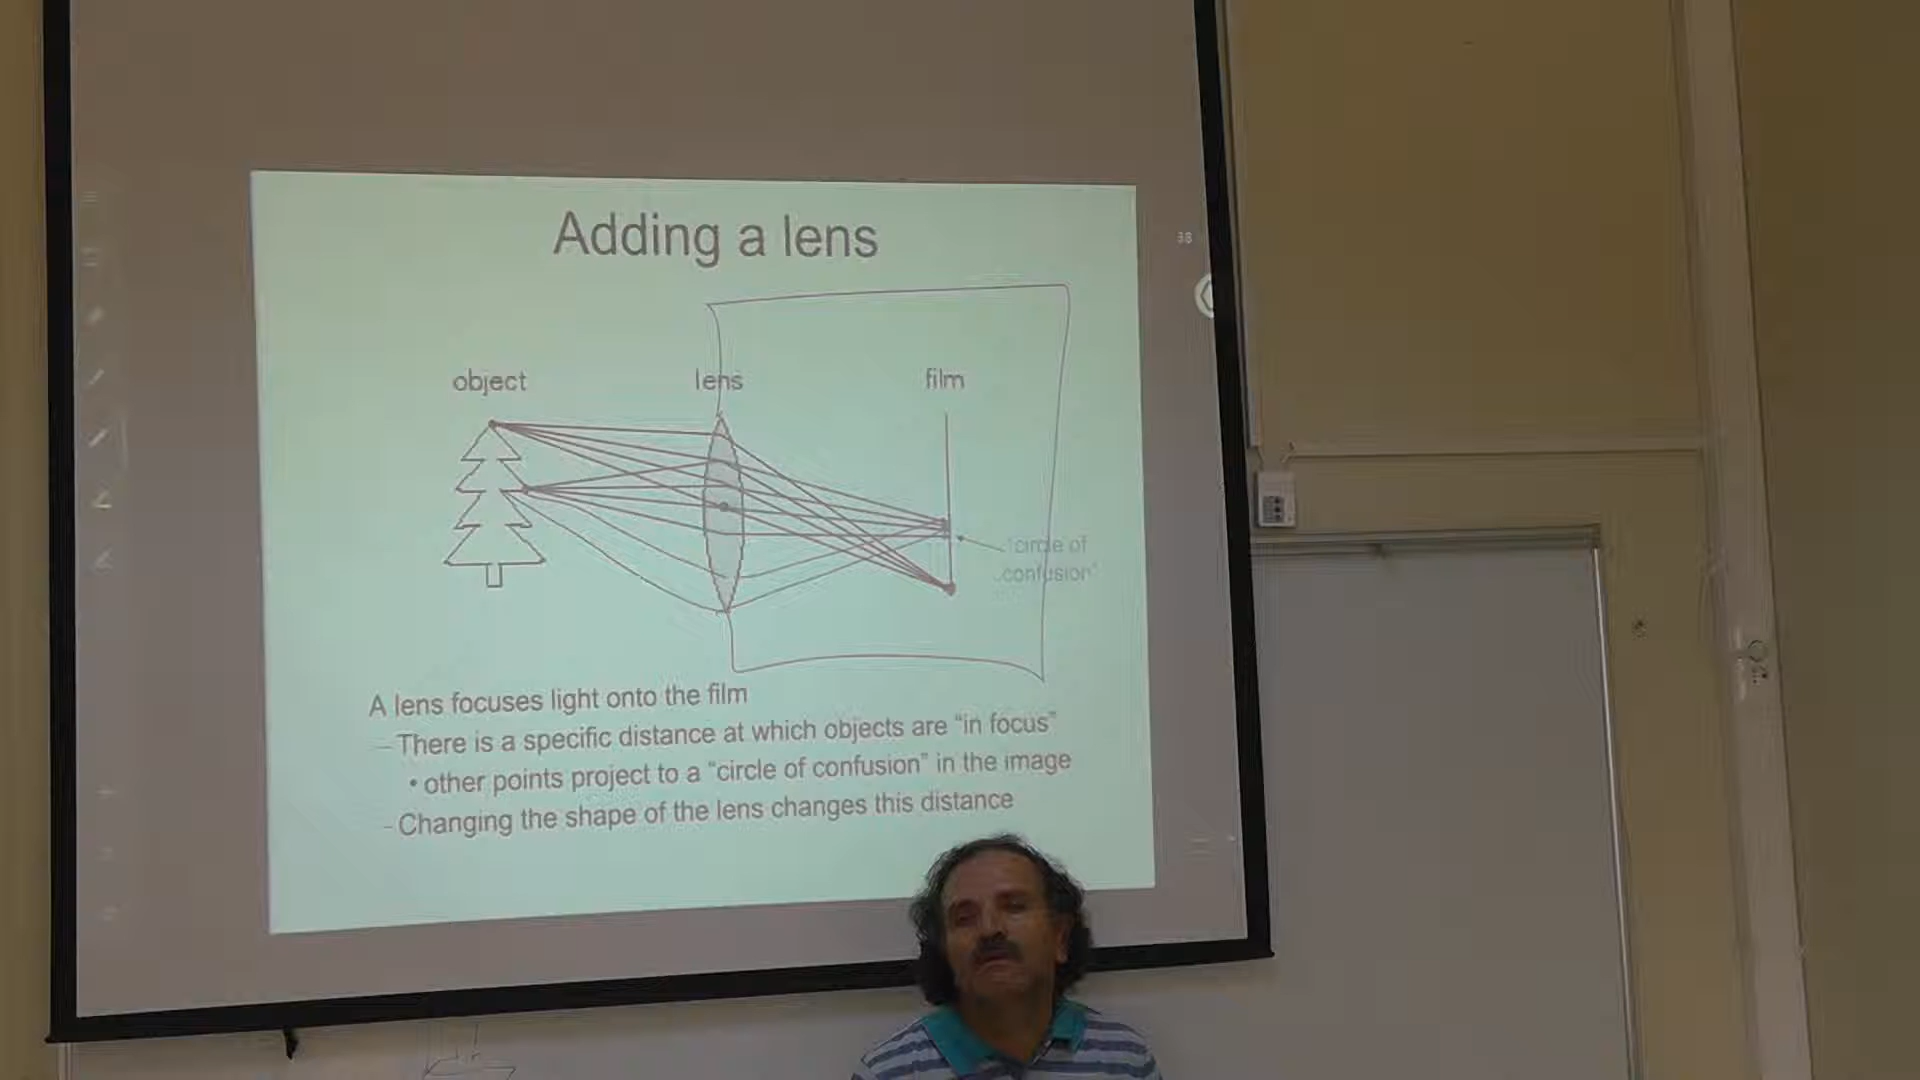 Adding a lens
38
object
lens
film
"circle of
confusion"
A lens focuses light onto the film
– There is a specific distance at which objects are "in focus"
• other points project to a "circle of confusion" in the image
– Changing the shape of the lens changes this distance